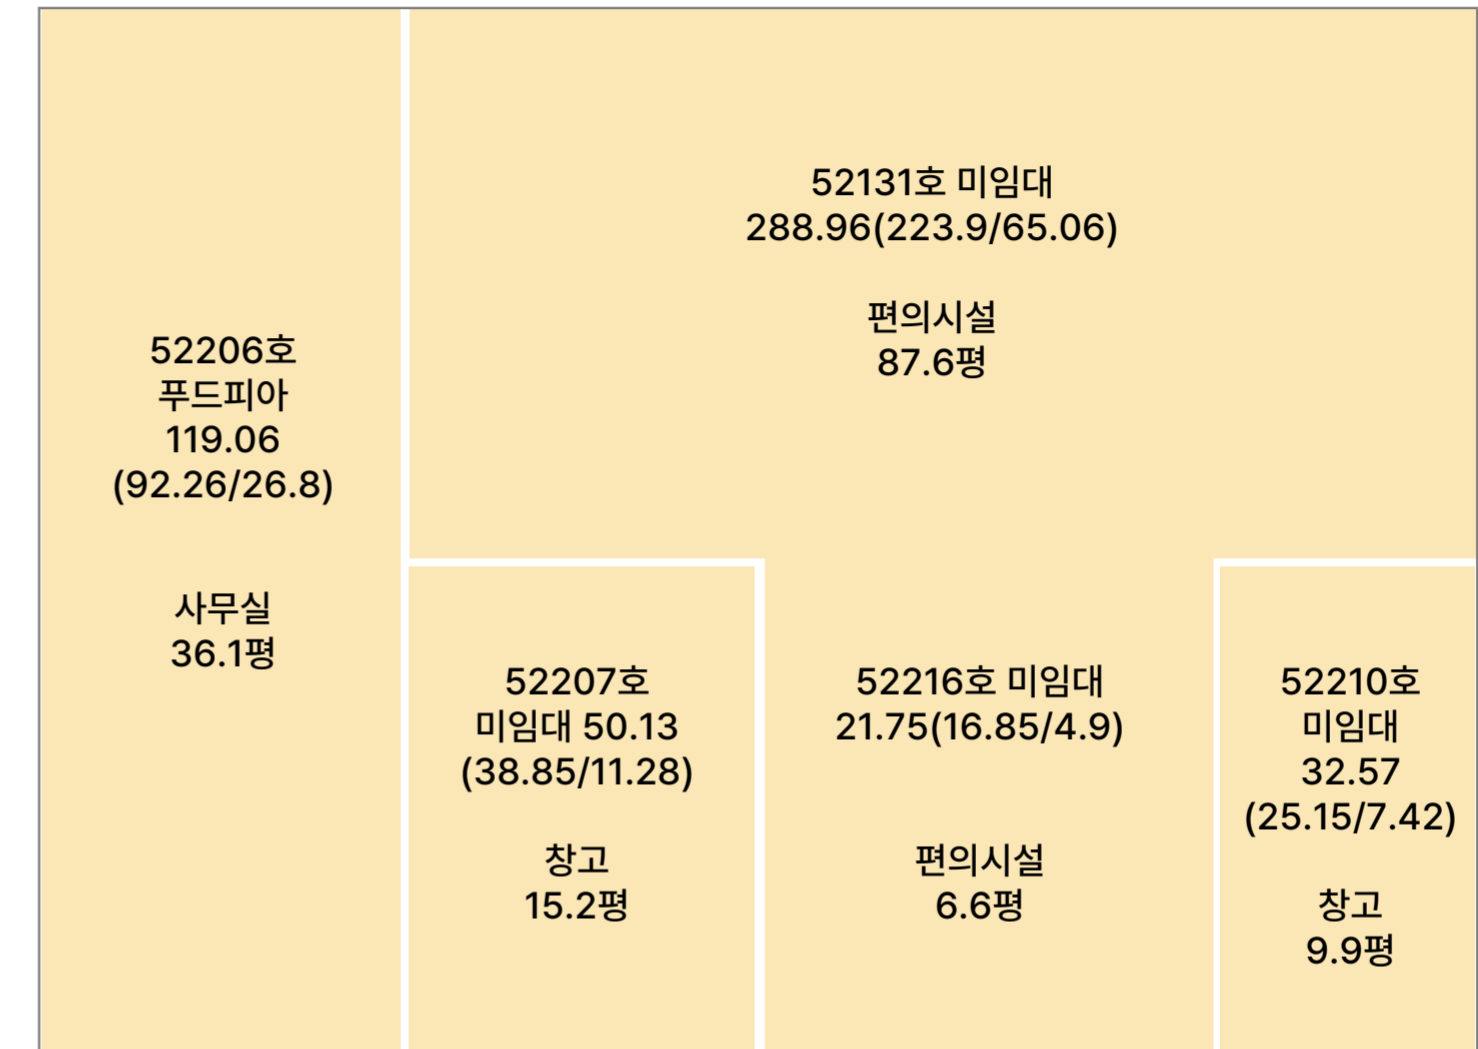 52131호 미임대
288.96(223.9/65.06)
편의시설
87.6평
52206호
푸드피아
119.06
(92.26/26.8)
사무실
36.1평
52207호
미임대 50.13
(38.85/11.28)
창고
15.2평
52216호 미임대
21.75(16.85/4.9)
편의시설
6.6평
52210호
미임대
32.57
(25.15/7.42)
창고
9.9평